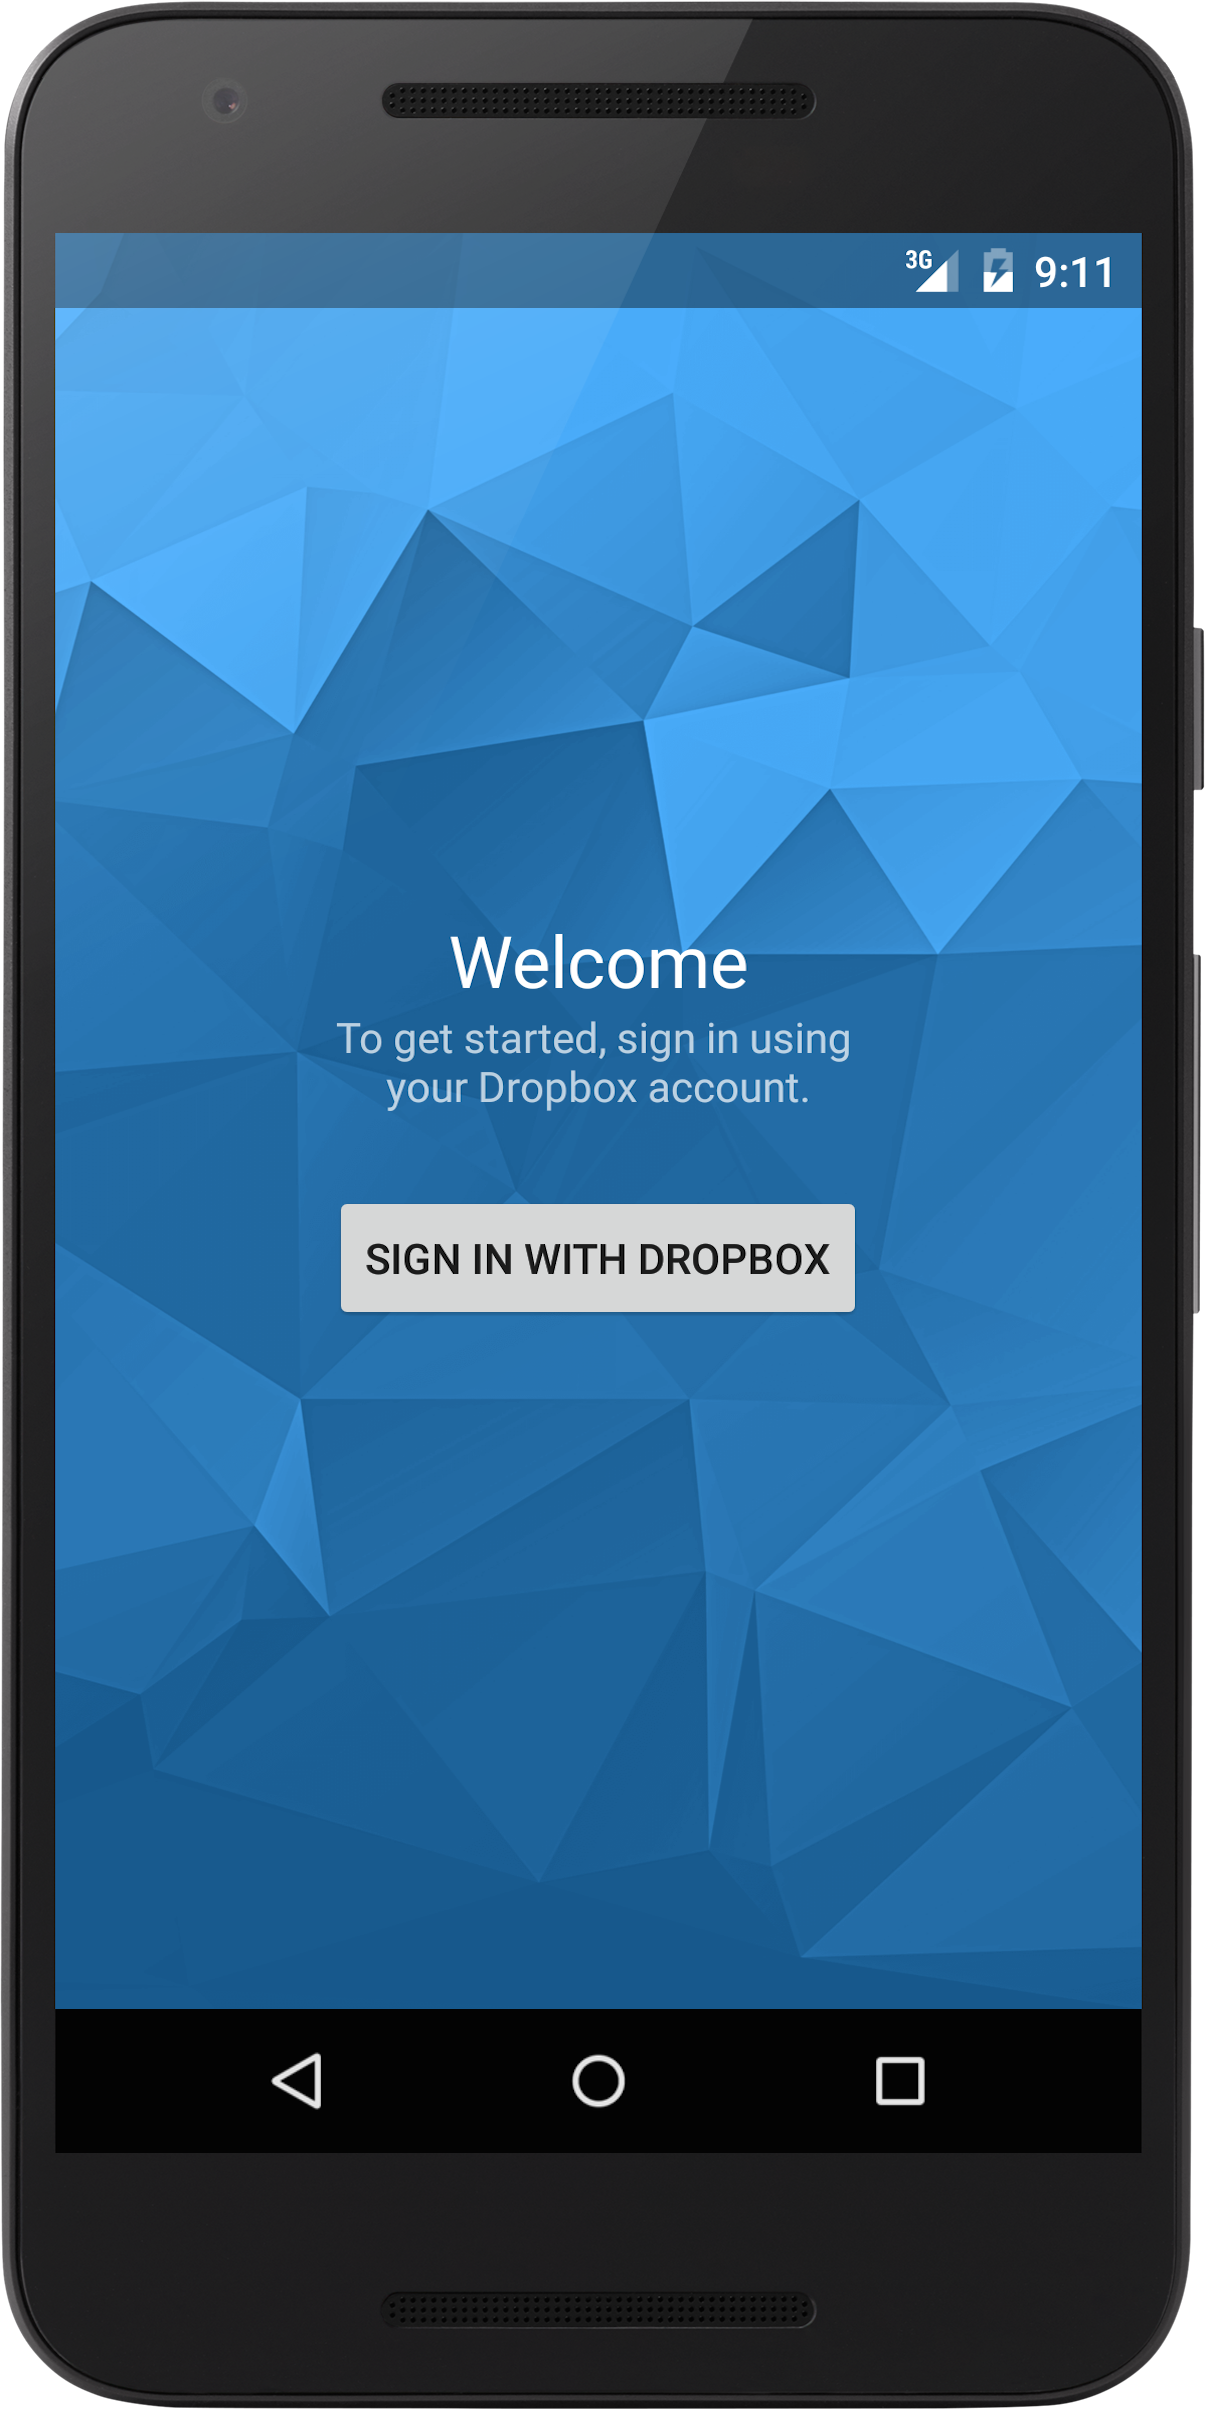 3G 9:11
Welcome
To get started, sign in using
your Dropbox account.
SIGN IN WITH DROPBOX